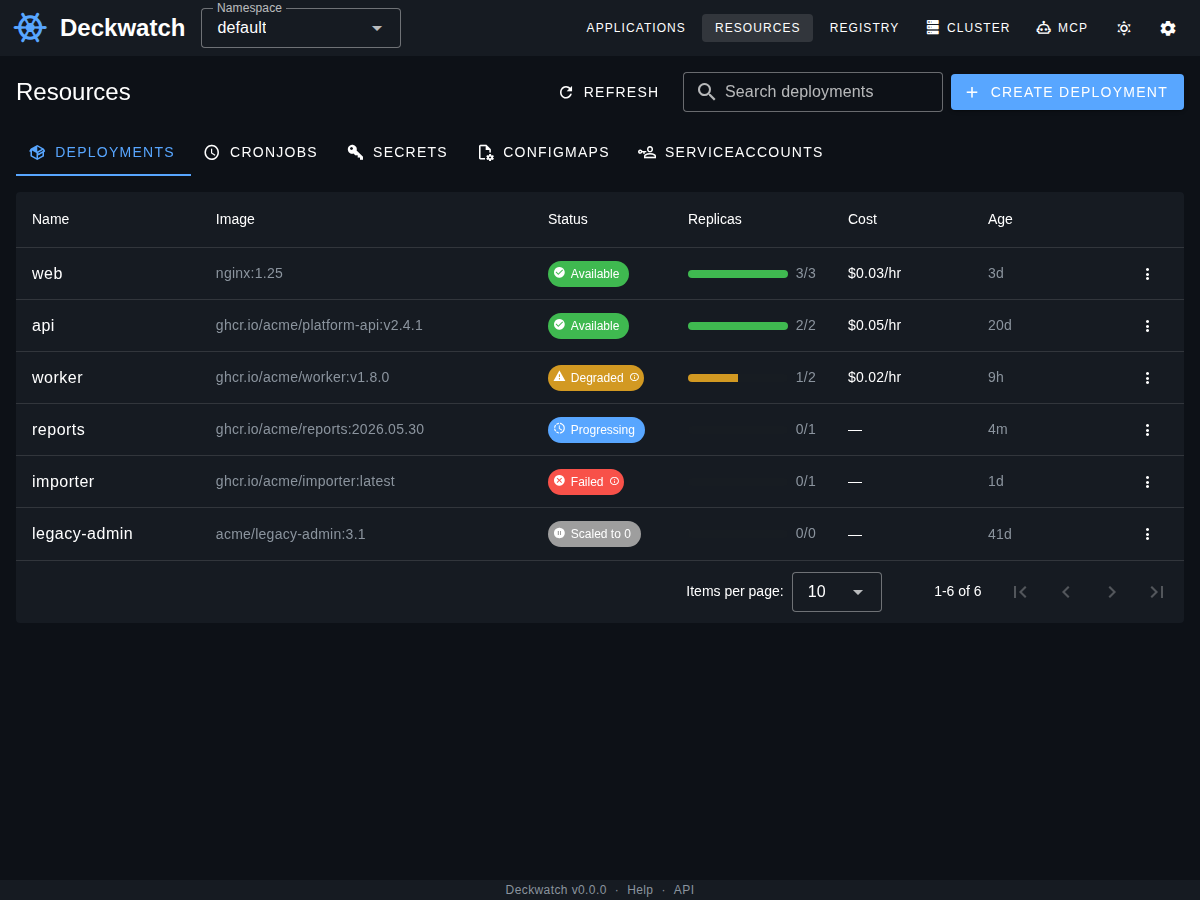 Deckwatch
Namespace
default
APPLICATIONS RESOURCES REGISTRY CLUSTER MCP
Resources
REFRESH
Search deployments
CREATE DEPLOYMENT
DEPLOYMENTS CRONJOBS SECRETS CONFIGMAPS SERVICEACCOUNTS
Name Image Status Replicas Cost Age
web nginx:1.25 Available 3/3 $0.03/hr 3d
api ghcr.io/acme/platform-api:v2.4.1 Available 2/2 $0.05/hr 20d
worker ghcr.io/acme/worker:v1.8.0 Degraded 1/2 $0.02/hr 9h
reports ghcr.io/acme/reports:2026.05.30 Progressing 0/1 — 4m
importer ghcr.io/acme/importer:latest Failed 0/1 — 1d
legacy-admin acme/legacy-admin:3.1 Scaled to 0 0/0 — 41d
Items per page: 10 1-6 of 6
Deckwatch v0.0.0 · Help · API